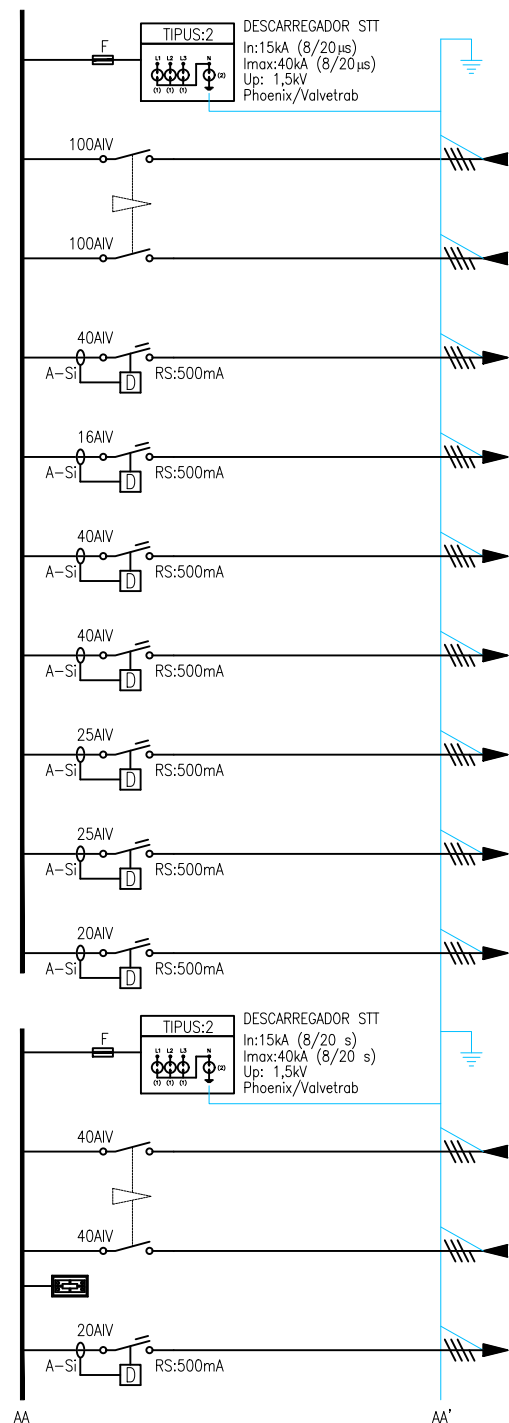 F
TIPUS:2
L1 L2 L3 N
(2)
(1) (1) (1)
DESCARREGADOR STT
In:15kA (8/20µs)
Imax:40kA (8/20µs)
Up: 1,5kV
Phoenix/Valvetrab
100AIV
100AIV
40AIV
A-Si D RS:500mA
16AIV
A-Si D RS:500mA
40AIV
A-Si D RS:500mA
40AIV
A-Si D RS:500mA
25AIV
A-Si D RS:500mA
25AIV
A-Si D RS:500mA
20AIV
A-Si D RS:500mA
F
TIPUS:2
L1 L2 L3 N
(2)
(1) (1) (1)
DESCARREGADOR STT
In:15kA (8/20 s)
Imax:40kA (8/20 s)
Up: 1,5kV
Phoenix/Valvetrab
40AIV
40AIV
20AIV
A-Si D RS:500mA
AA AA'